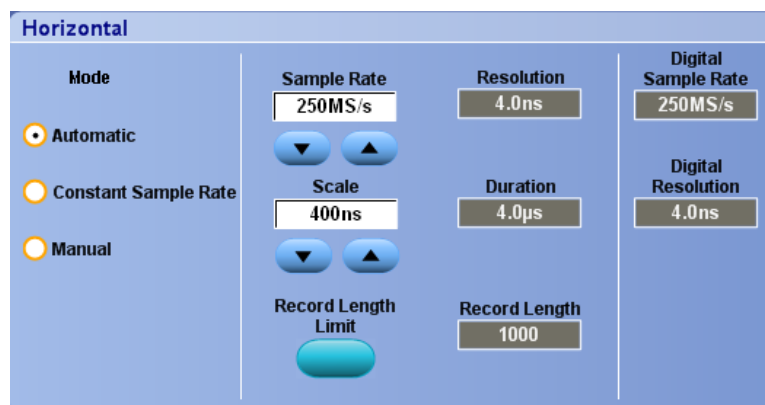 Horizontal
Mode
Automatic
Constant Sample Rate
Manual
Sample Rate
250MS/s
Scale
400ns
Record Length
Limit
Resolution
4.0ns
Duration
4.0µs
Record Length
1000
Digital
Sample Rate
250MS/s
Digital
Resolution
4.0ns